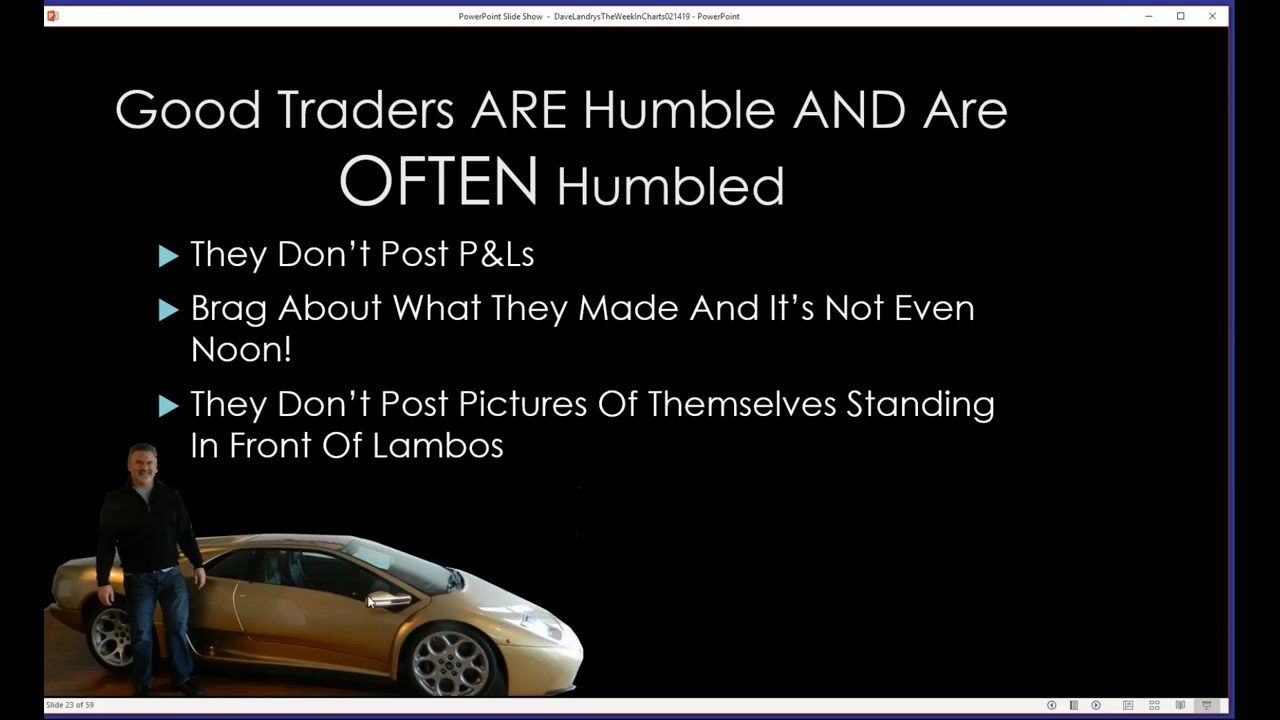 PowerPoint Slide Show - DaveLandrysTheWeekInCharts021419 - PowerPoint
Good Traders ARE Humble AND Are
OFTEN Humbled
They Don’t Post P&Ls
Brag About What They Made And It’s Not Even
Noon!
They Don’t Post Pictures Of Themselves Standing
In Front Of Lambos
Slide 23 of 59